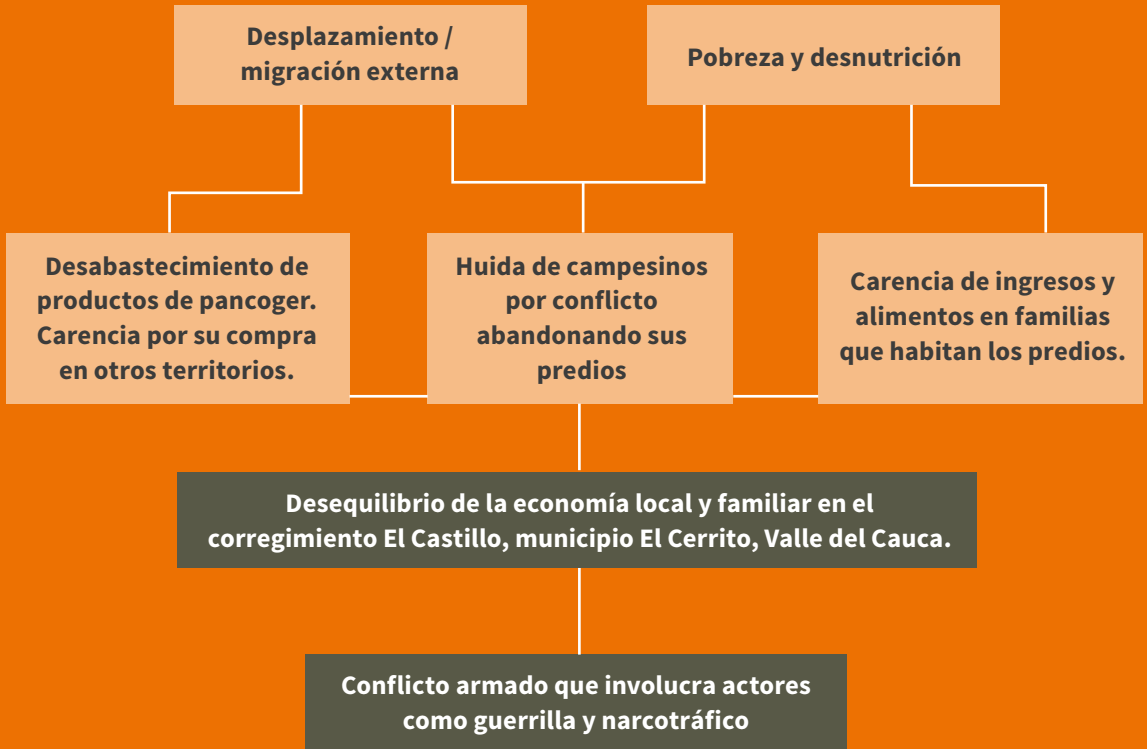 Desplazamiento /
migración externa
Pobreza y desnutrición
Desabastecimiento de
productos de pancoger.
Carencia por su compra
en otros territorios.
Huida de campesinos
por conflicto
abandonando sus
predios
Carencia de ingresos y
alimentos en familias
que habitan los predios.
Desequilibrio de la economía local y familiar en el
corregimiento El Castillo, municipio El Cerrito, Valle del Cauca.
Conflicto armado que involucra actores
como guerrilla y narcotráfico